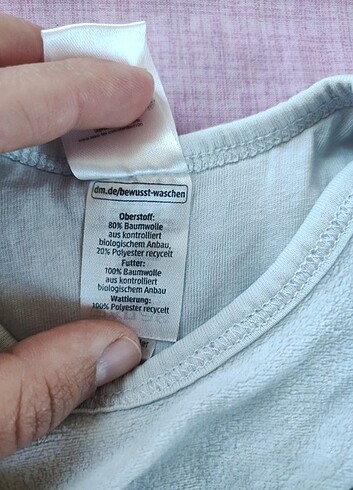 dm.de/bewusst-waschen
Oberstoff:
80% Baumwolle
aus kontrolliert
biologischem Anbau,
20% Polyester recycelt
Futter:
100% Baumwolle
aus kontrolliert
biologischem Anbau
Wattierung:
100% Polyester recycelt